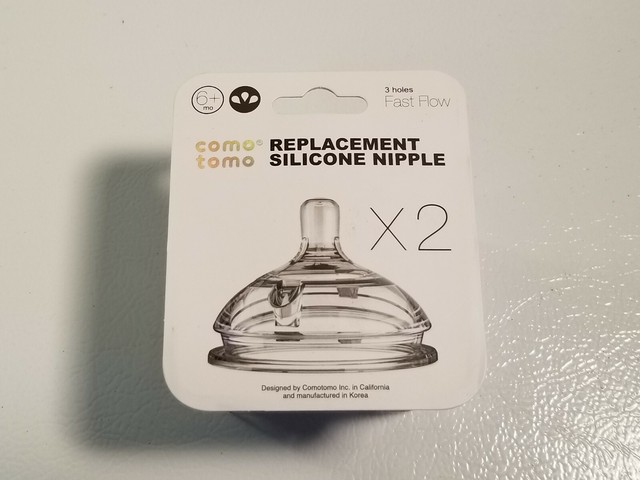 6+
mo
3 holes
Fast Flow
como
tomo
REPLACEMENT
SILICONE NIPPLE
X2
Designed by Comotomo Inc. in California
and manufactured in Korea